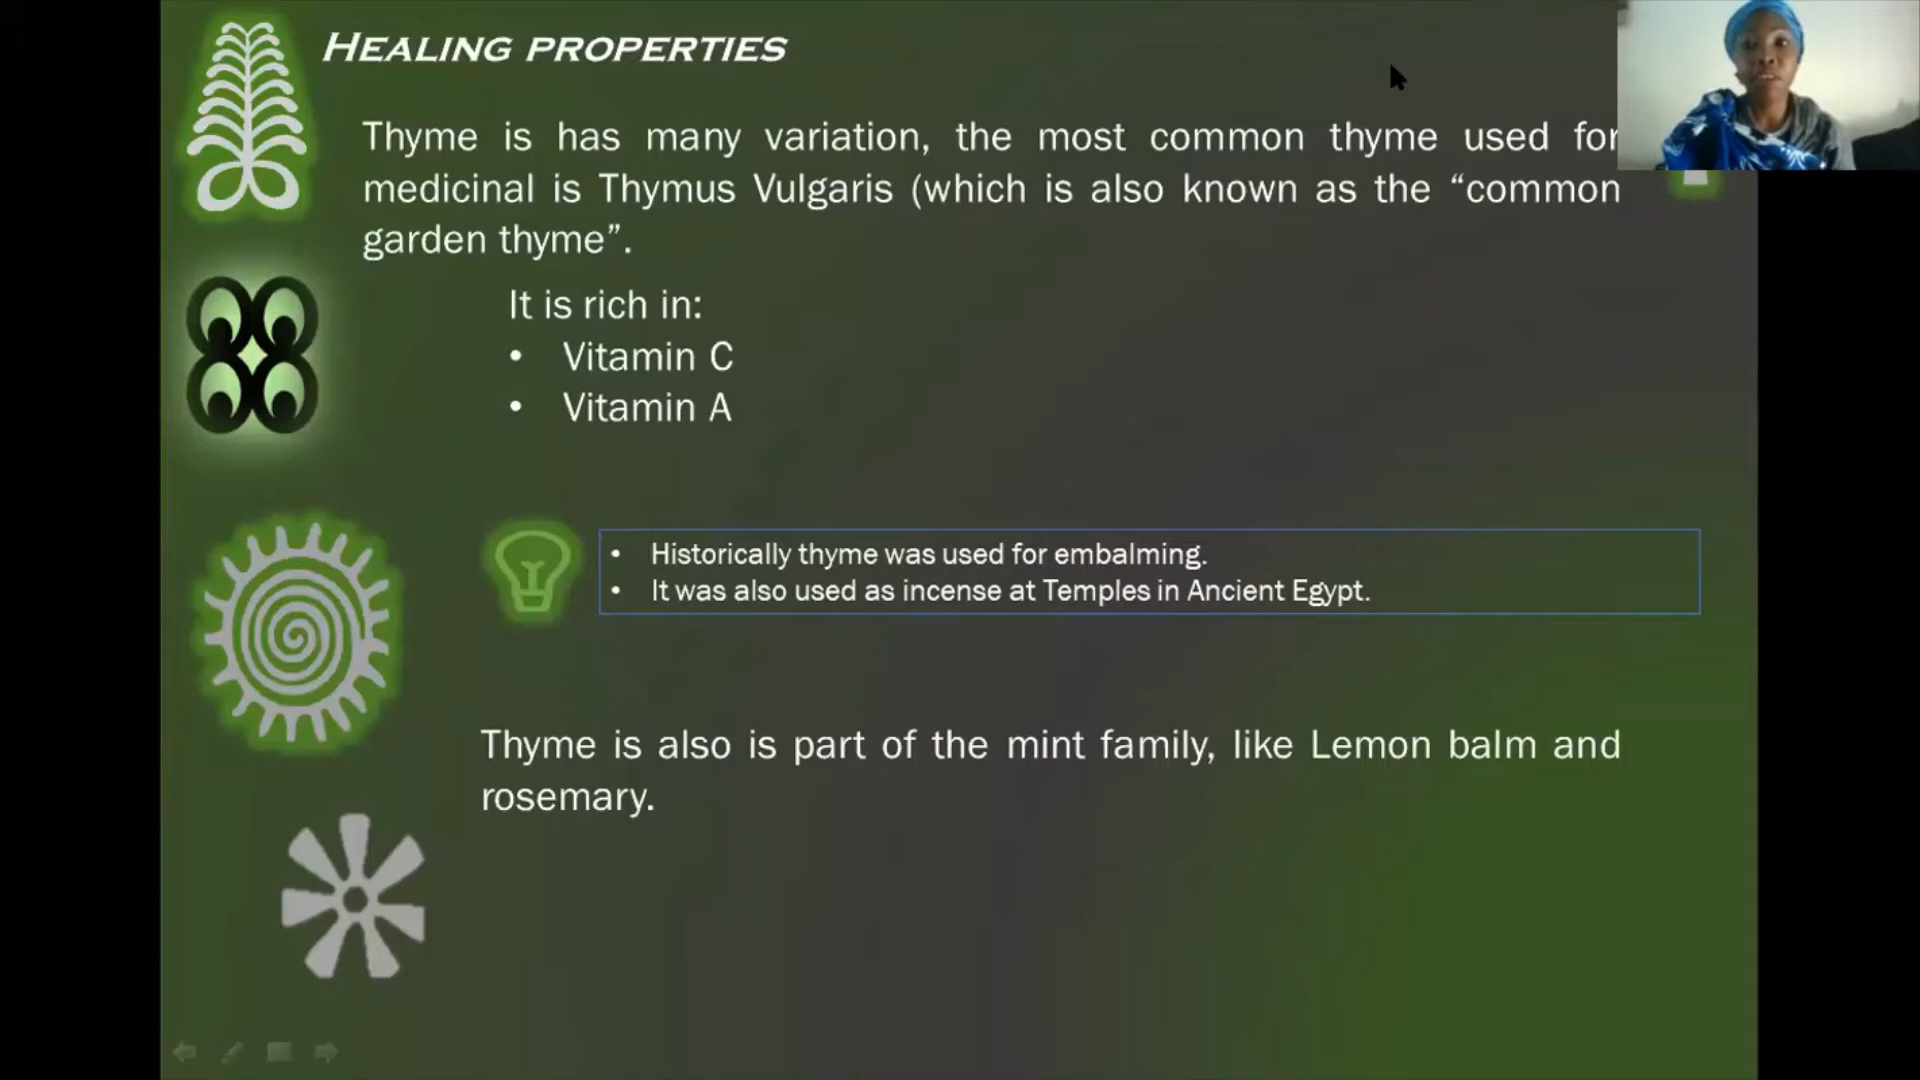 HEALING PROPERTIES
Thyme is has many variation, the most common thyme used for
medicinal is Thymus Vulgaris (which is also known as the “common
garden thyme”.
It is rich in:
• Vitamin C
• Vitamin A
• Historically thyme was used for embalming.
• It was also used as incense at Temples in Ancient Egypt.
Thyme is also is part of the mint family, like Lemon balm and
rosemary.